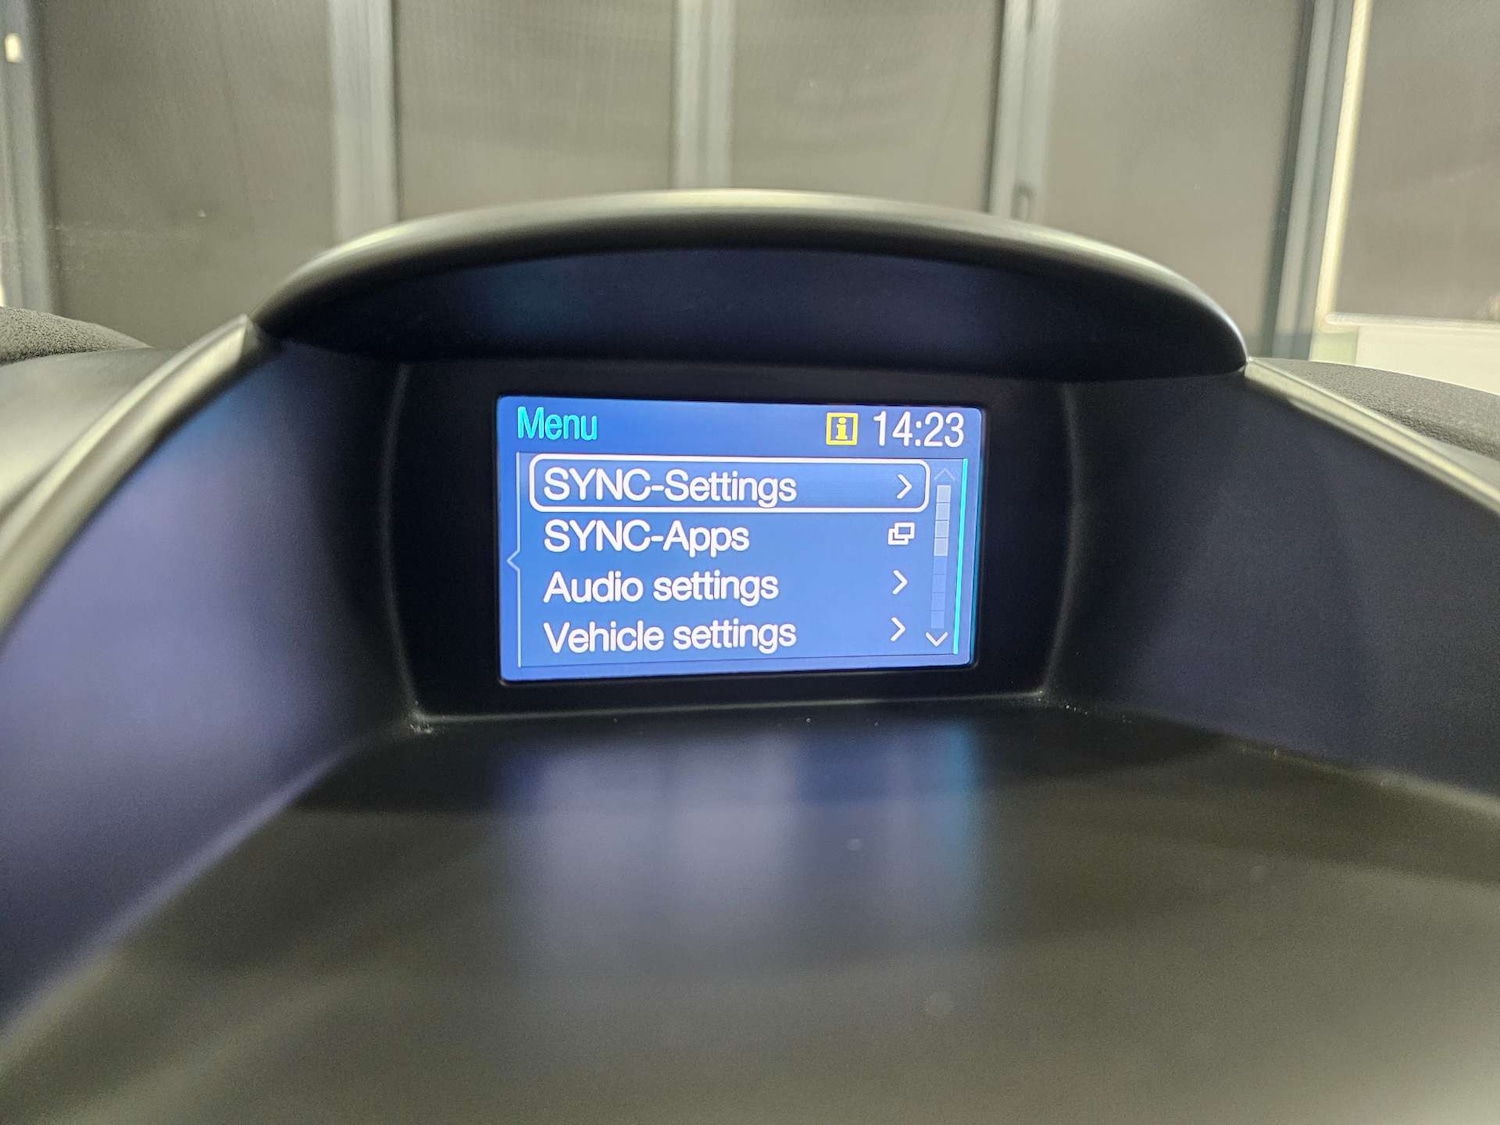 Menu i 14:23
SYNC-Settings
SYNC-Apps
Audio settings
Vehicle settings